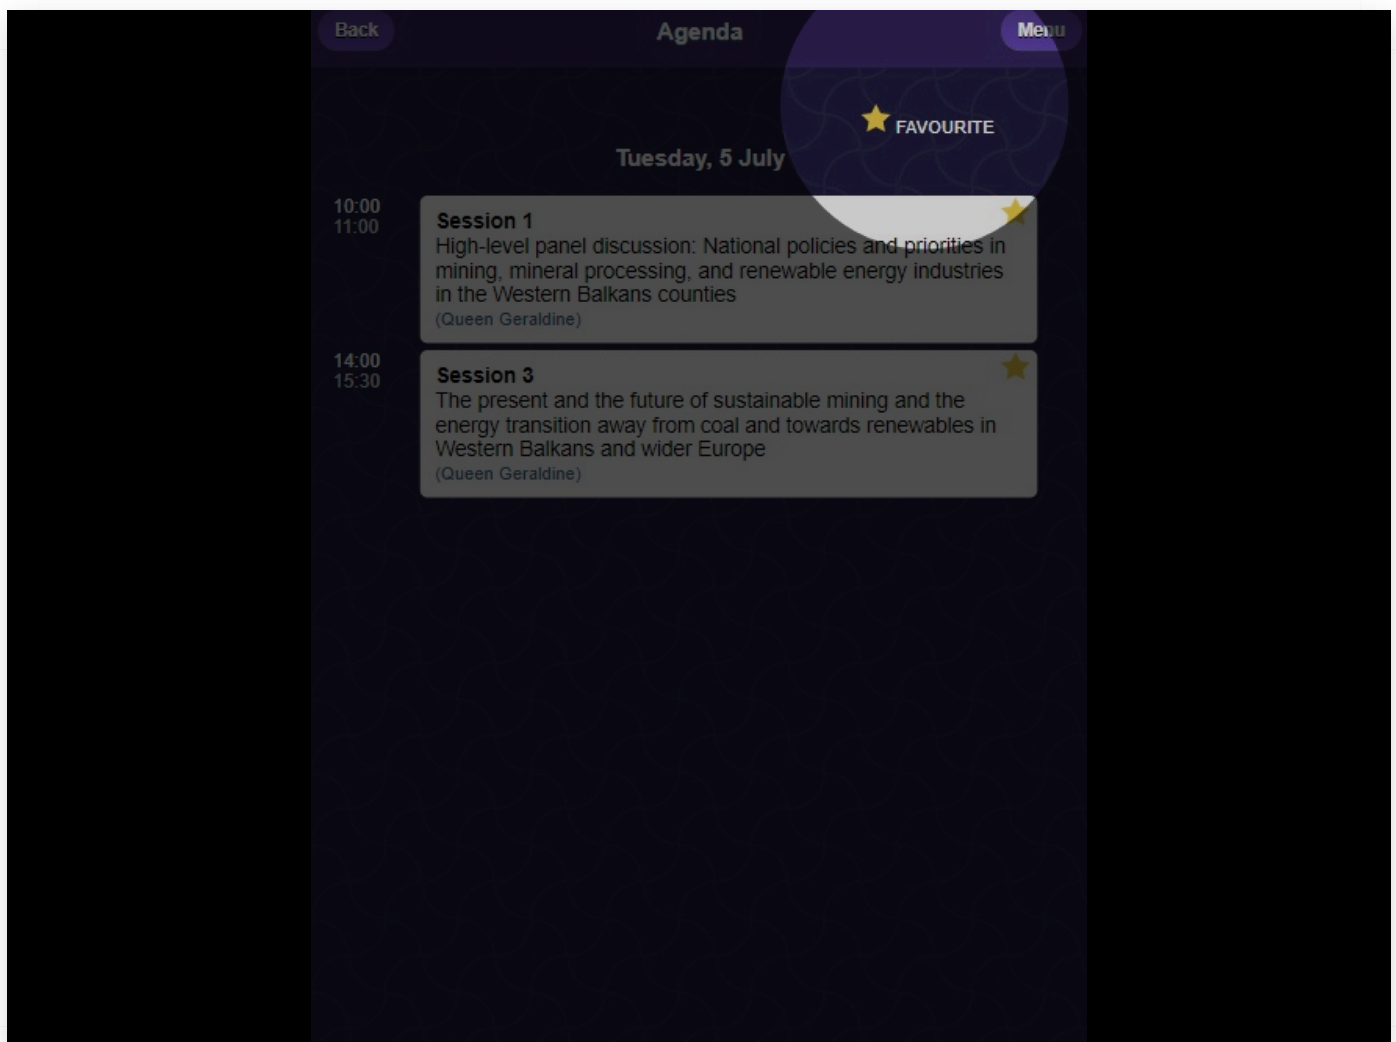 Back
Agenda
Menu
FAVOURITE
Tuesday, 5 July
10:00
11:00
Session 1
High-level panel discussion: National policies and priorities in
mining, mineral processing, and renewable energy industries
in the Western Balkans counties
(Queen Geraldine)
14:00
15:30
Session 3
The present and the future of sustainable mining and the
energy transition away from coal and towards renewables in
Western Balkans and wider Europe
(Queen Geraldine)